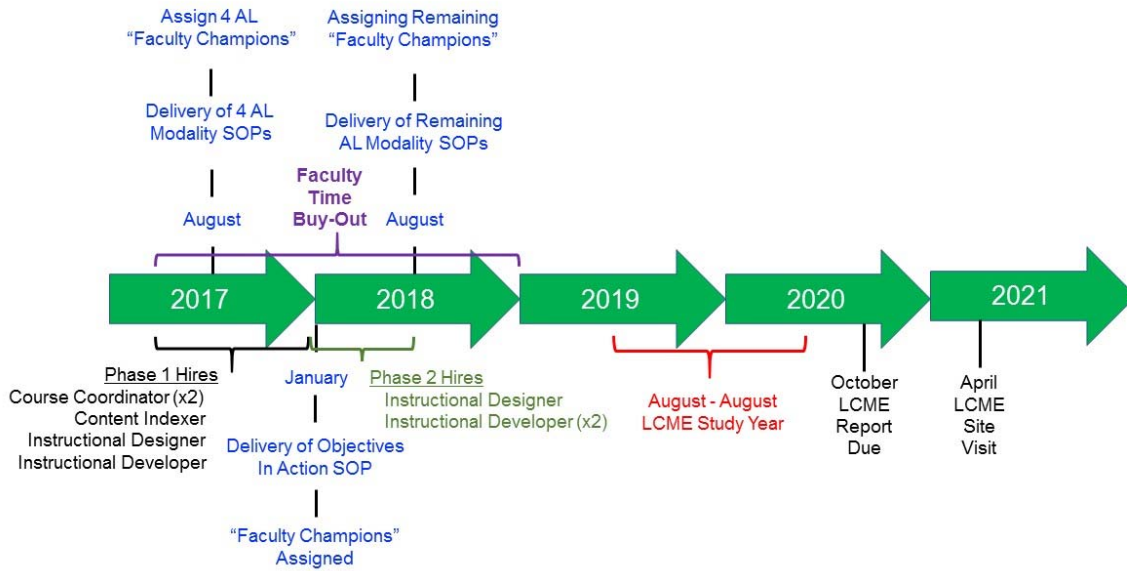 Assign 4 AL
“Faculty Champions”
Delivery of 4 AL
Modality SOPs
August
Assigning Remaining
“Faculty Champions”
Delivery of Remaining
AL Modality SOPs
August
Faculty
Time
Buy-Out
2017
2018
2019
2020
2021
Phase 1 Hires
Course Coordinator (x2)
Content Indexer
Instructional Designer
Instructional Developer
January
Delivery of Objectives
In Action SOP
“Faculty Champions”
Assigned
Phase 2 Hires
Instructional Designer
Instructional Developer (x2)
August - August
LCME Study Year
October
LCME
Report
Due
April
LCME
Site
Visit